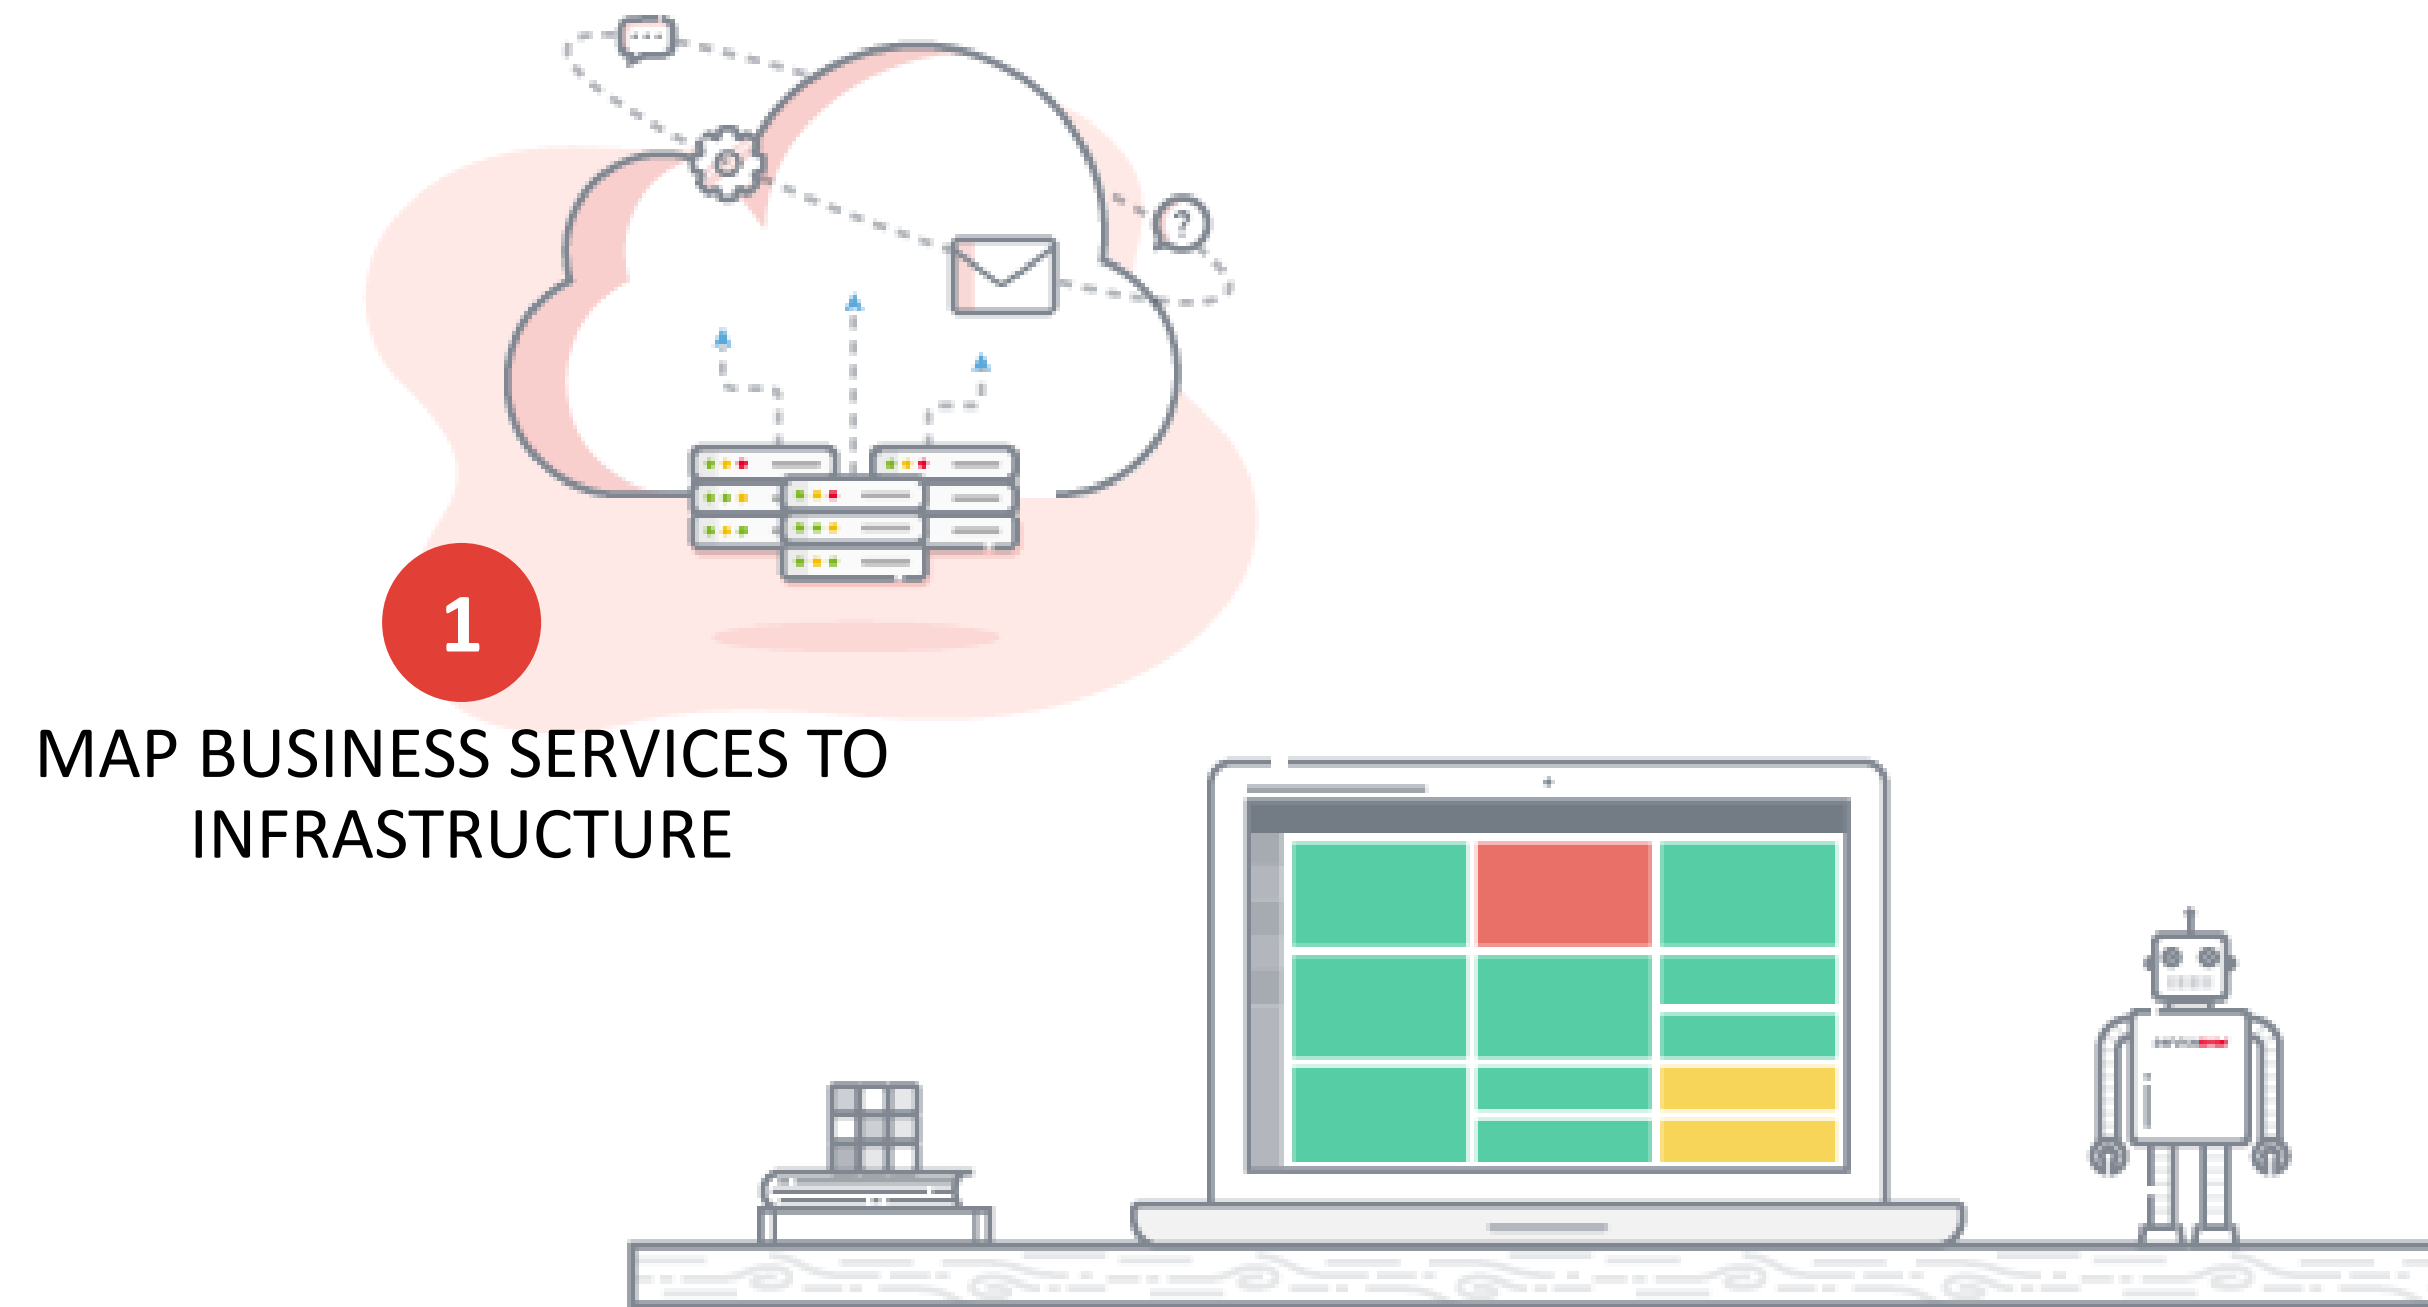 ?
1
MAP BUSINESS SERVICES TO
INFRASTRUCTURE